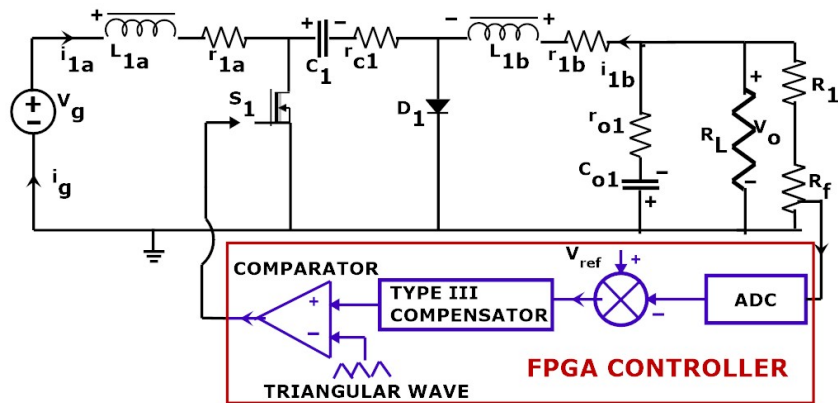 +
L1a
i1a
r1a
+ −
C1
rc1
− +
L1b
r1b
i1b
+
−
Vg
ig
S1
D1
ro1
Co1
−
+
RL
+
Vo
−
R1
Rf
COMPARATOR
+
−
TRIANGULAR WAVE
TYPE III
COMPENSATOR
Vref
+
−
ADC
FPGA CONTROLLER